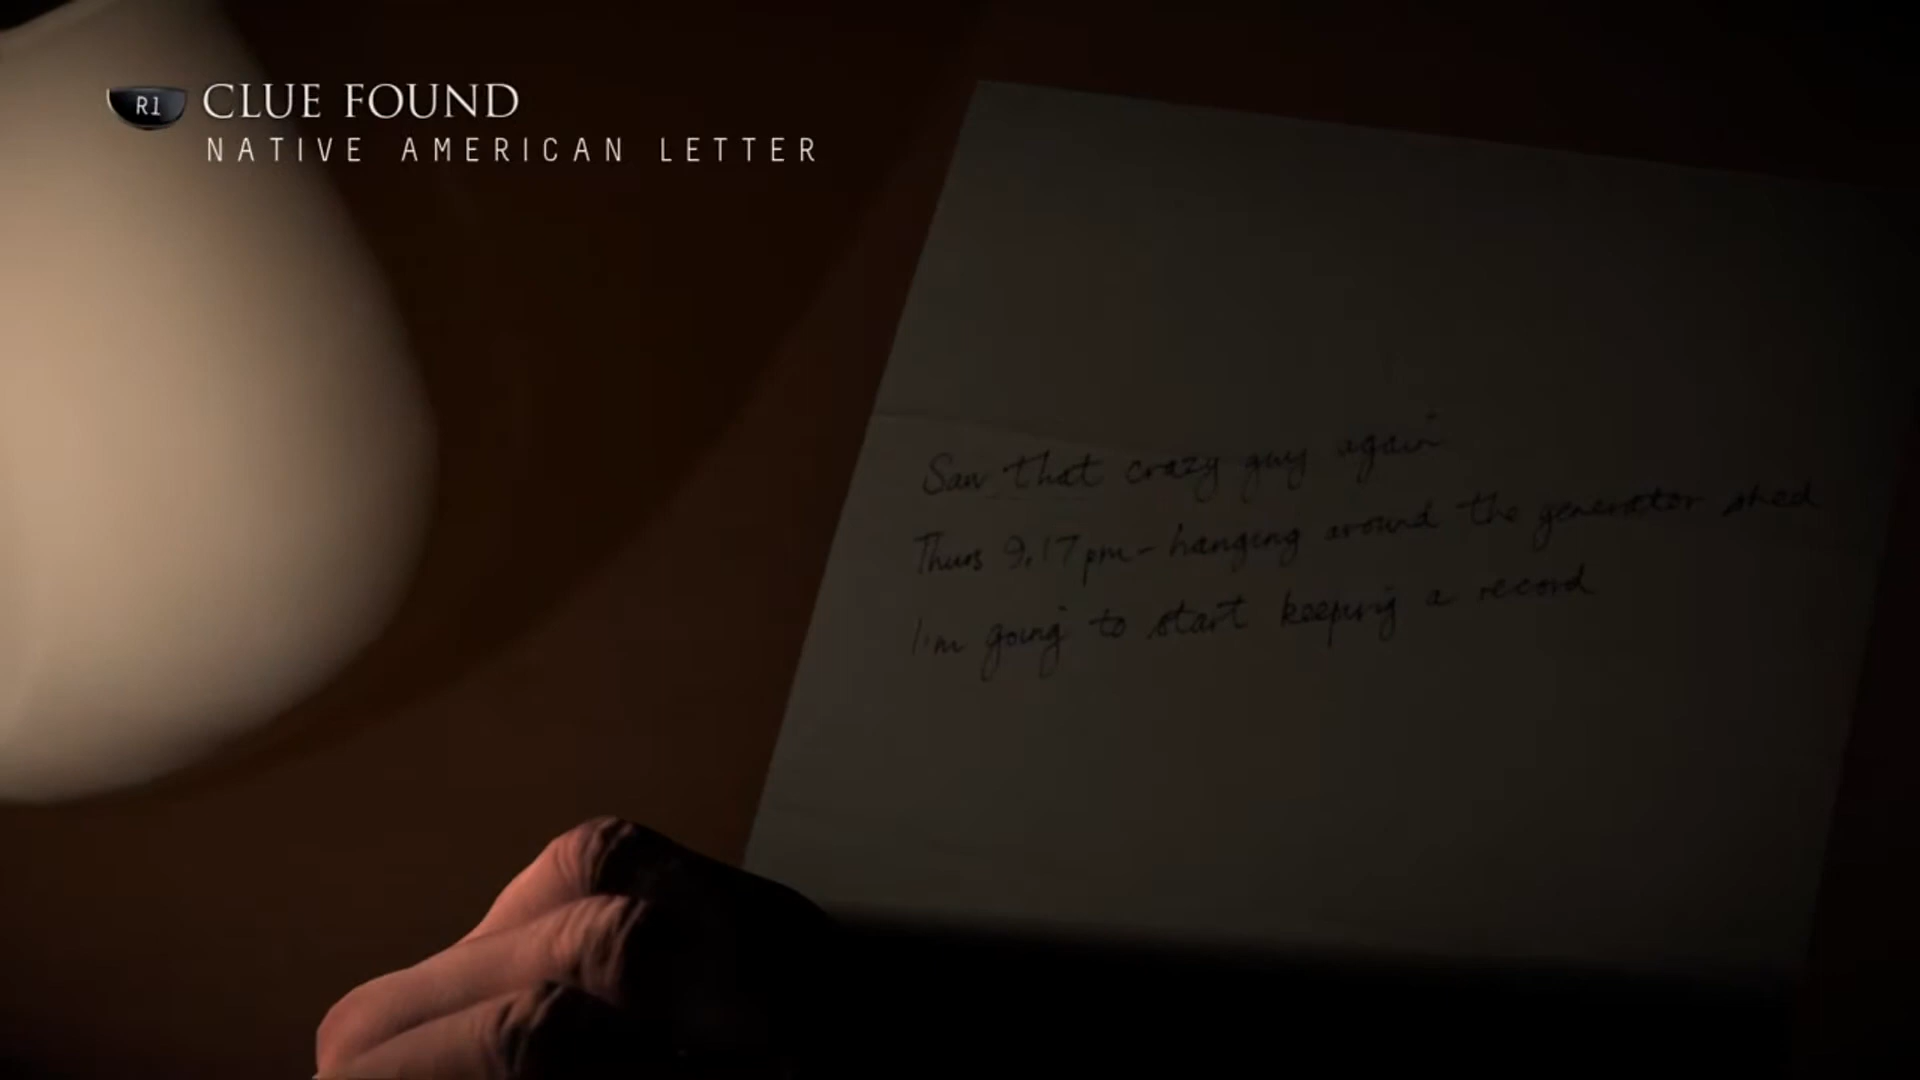 R1 CLUE FOUND
NATIVE AMERICAN LETTER
Saw that crazy guy again
Thurs 9.17pm - hanging around the generator shed
I'm going to start keeping a record